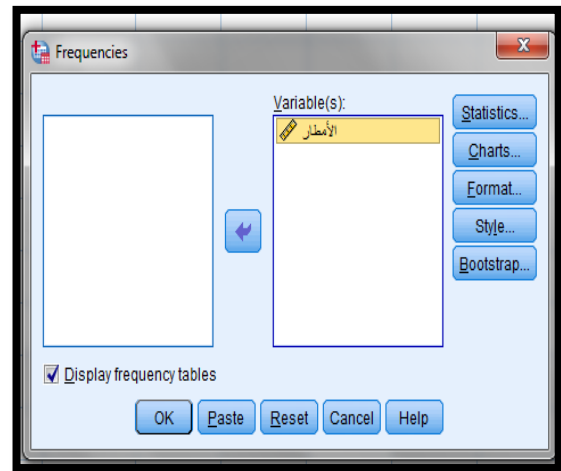 Frequencies
Variable(s):
الأمطار
Statistics...
Charts...
Format...
Style...
Bootstrap...
Display frequency tables
OK Paste Reset Cancel Help